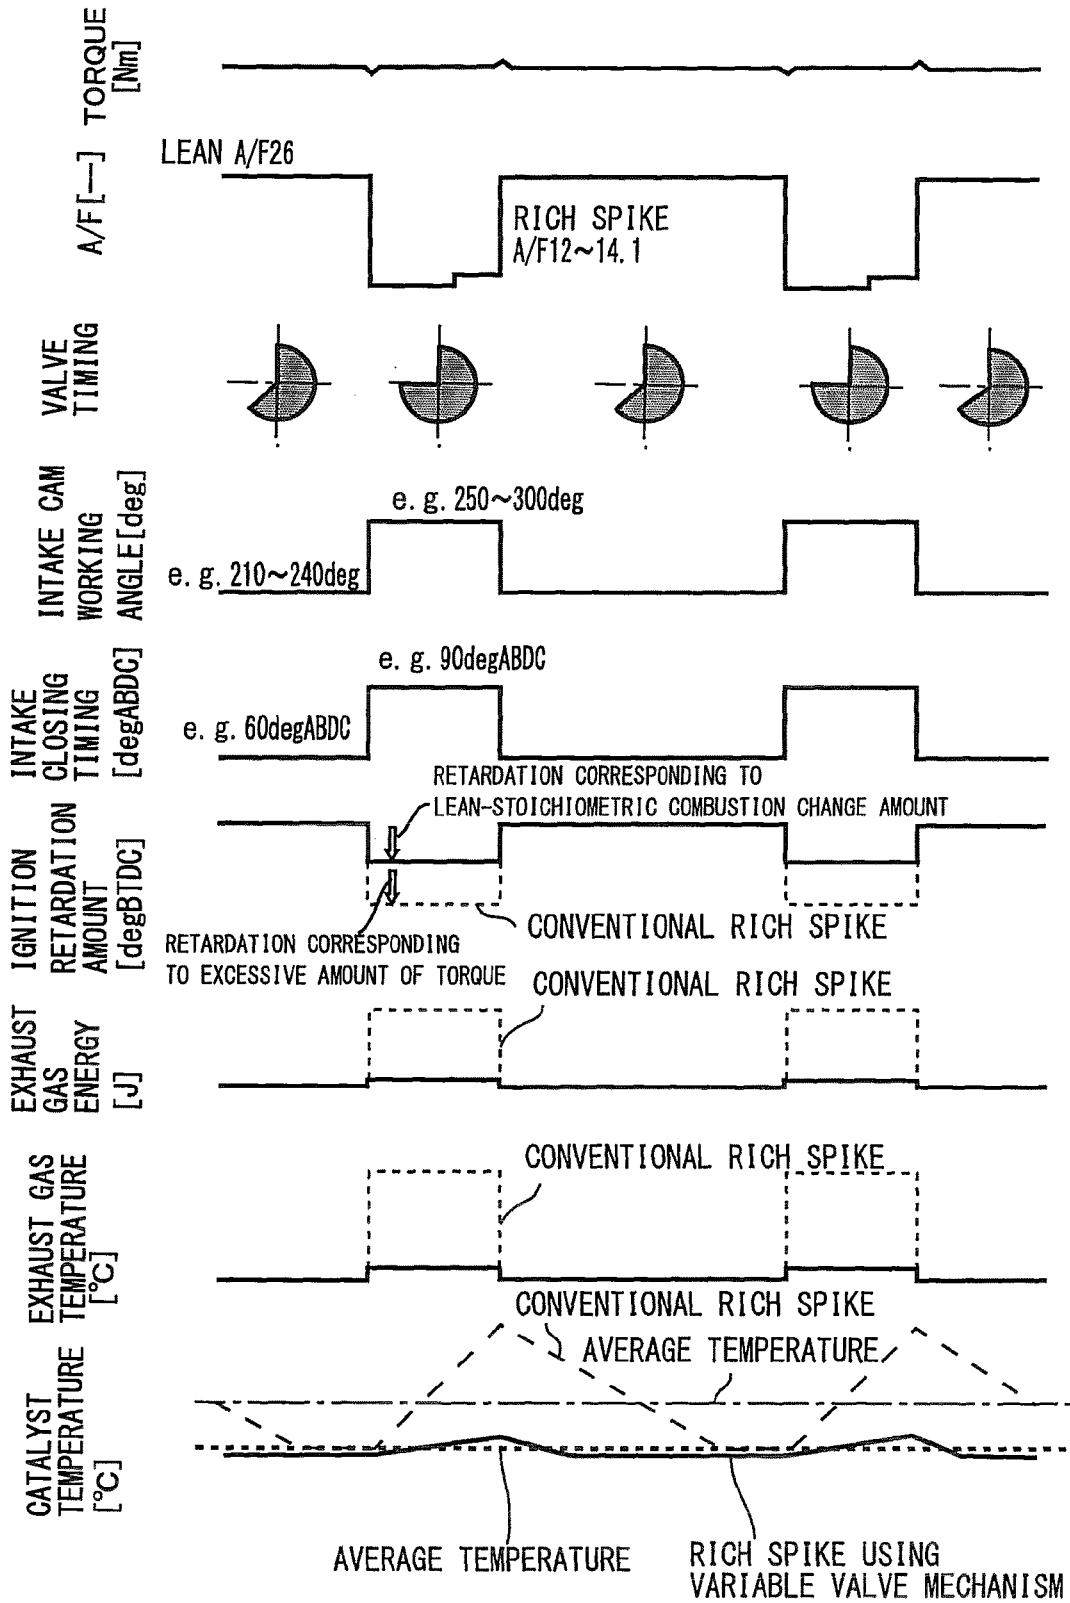 TORQUE
[Nm]
A/F[—]
LEAN A/F26
RICH SPIKE
A/F12~14.1
VALVE
TIMING
INTAKE CAM
WORKING
ANGLE[deg]
e. g. 250~300deg
e. g. 210~240deg
INTAKE
CLOSING
TIMING
[degABDC]
e. g. 90degABDC
e. g. 60degABDC
RETARDATION CORRESPONDING TO
LEAN-STOICHIOMETRIC COMBUSTION CHANGE AMOUNT
IGNITION
RETARDATION
AMOUNT
[degBTDC]
CONVENTIONAL RICH SPIKE
RETARDATION CORRESPONDING
TO EXCESSIVE AMOUNT OF TORQUE
CONVENTIONAL RICH SPIKE
EXHAUST
GAS
ENERGY
[J]
CONVENTIONAL RICH SPIKE
EXHAUST GAS
TEMPERATURE
[°C]
CONVENTIONAL RICH SPIKE
AVERAGE TEMPERATURE
CATALYST
TEMPERATURE
[°C]
AVERAGE TEMPERATURE
RICH SPIKE USING
VARIABLE VALVE MECHANISM